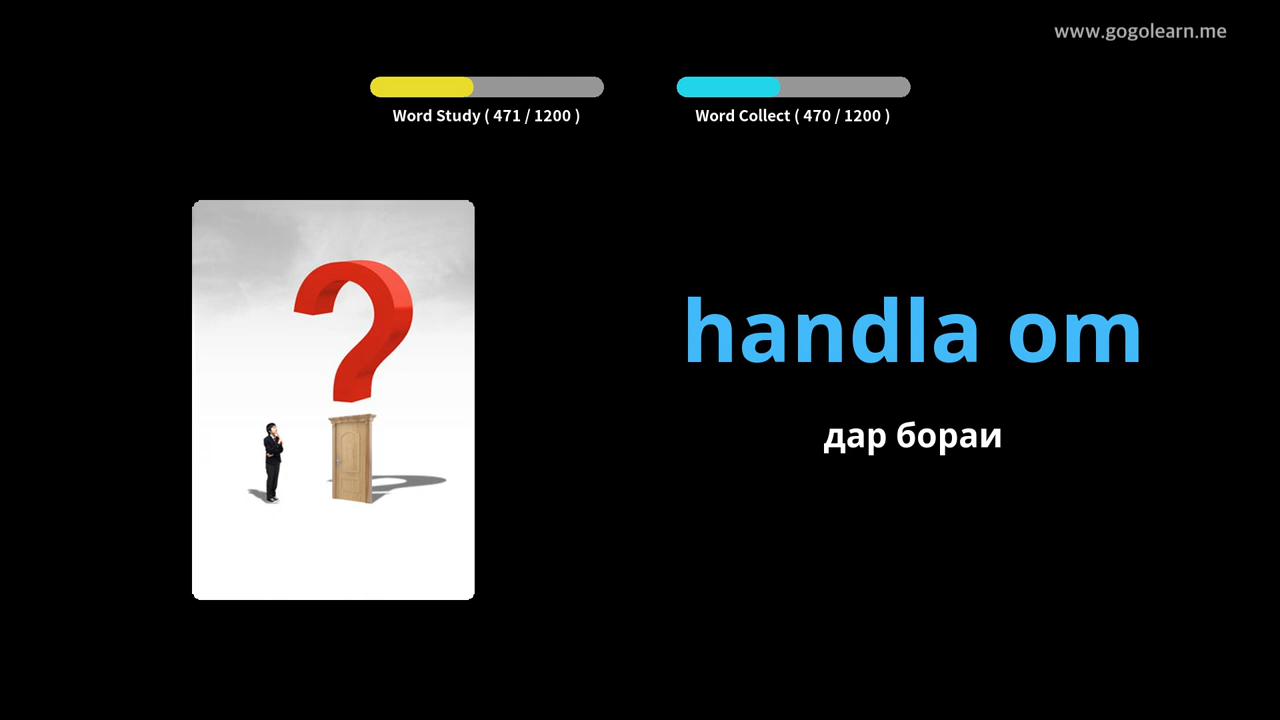 www.gogolearn.me
Word Study ( 471 / 1200 )
Word Collect ( 470 / 1200 )
handla om
дар бораи